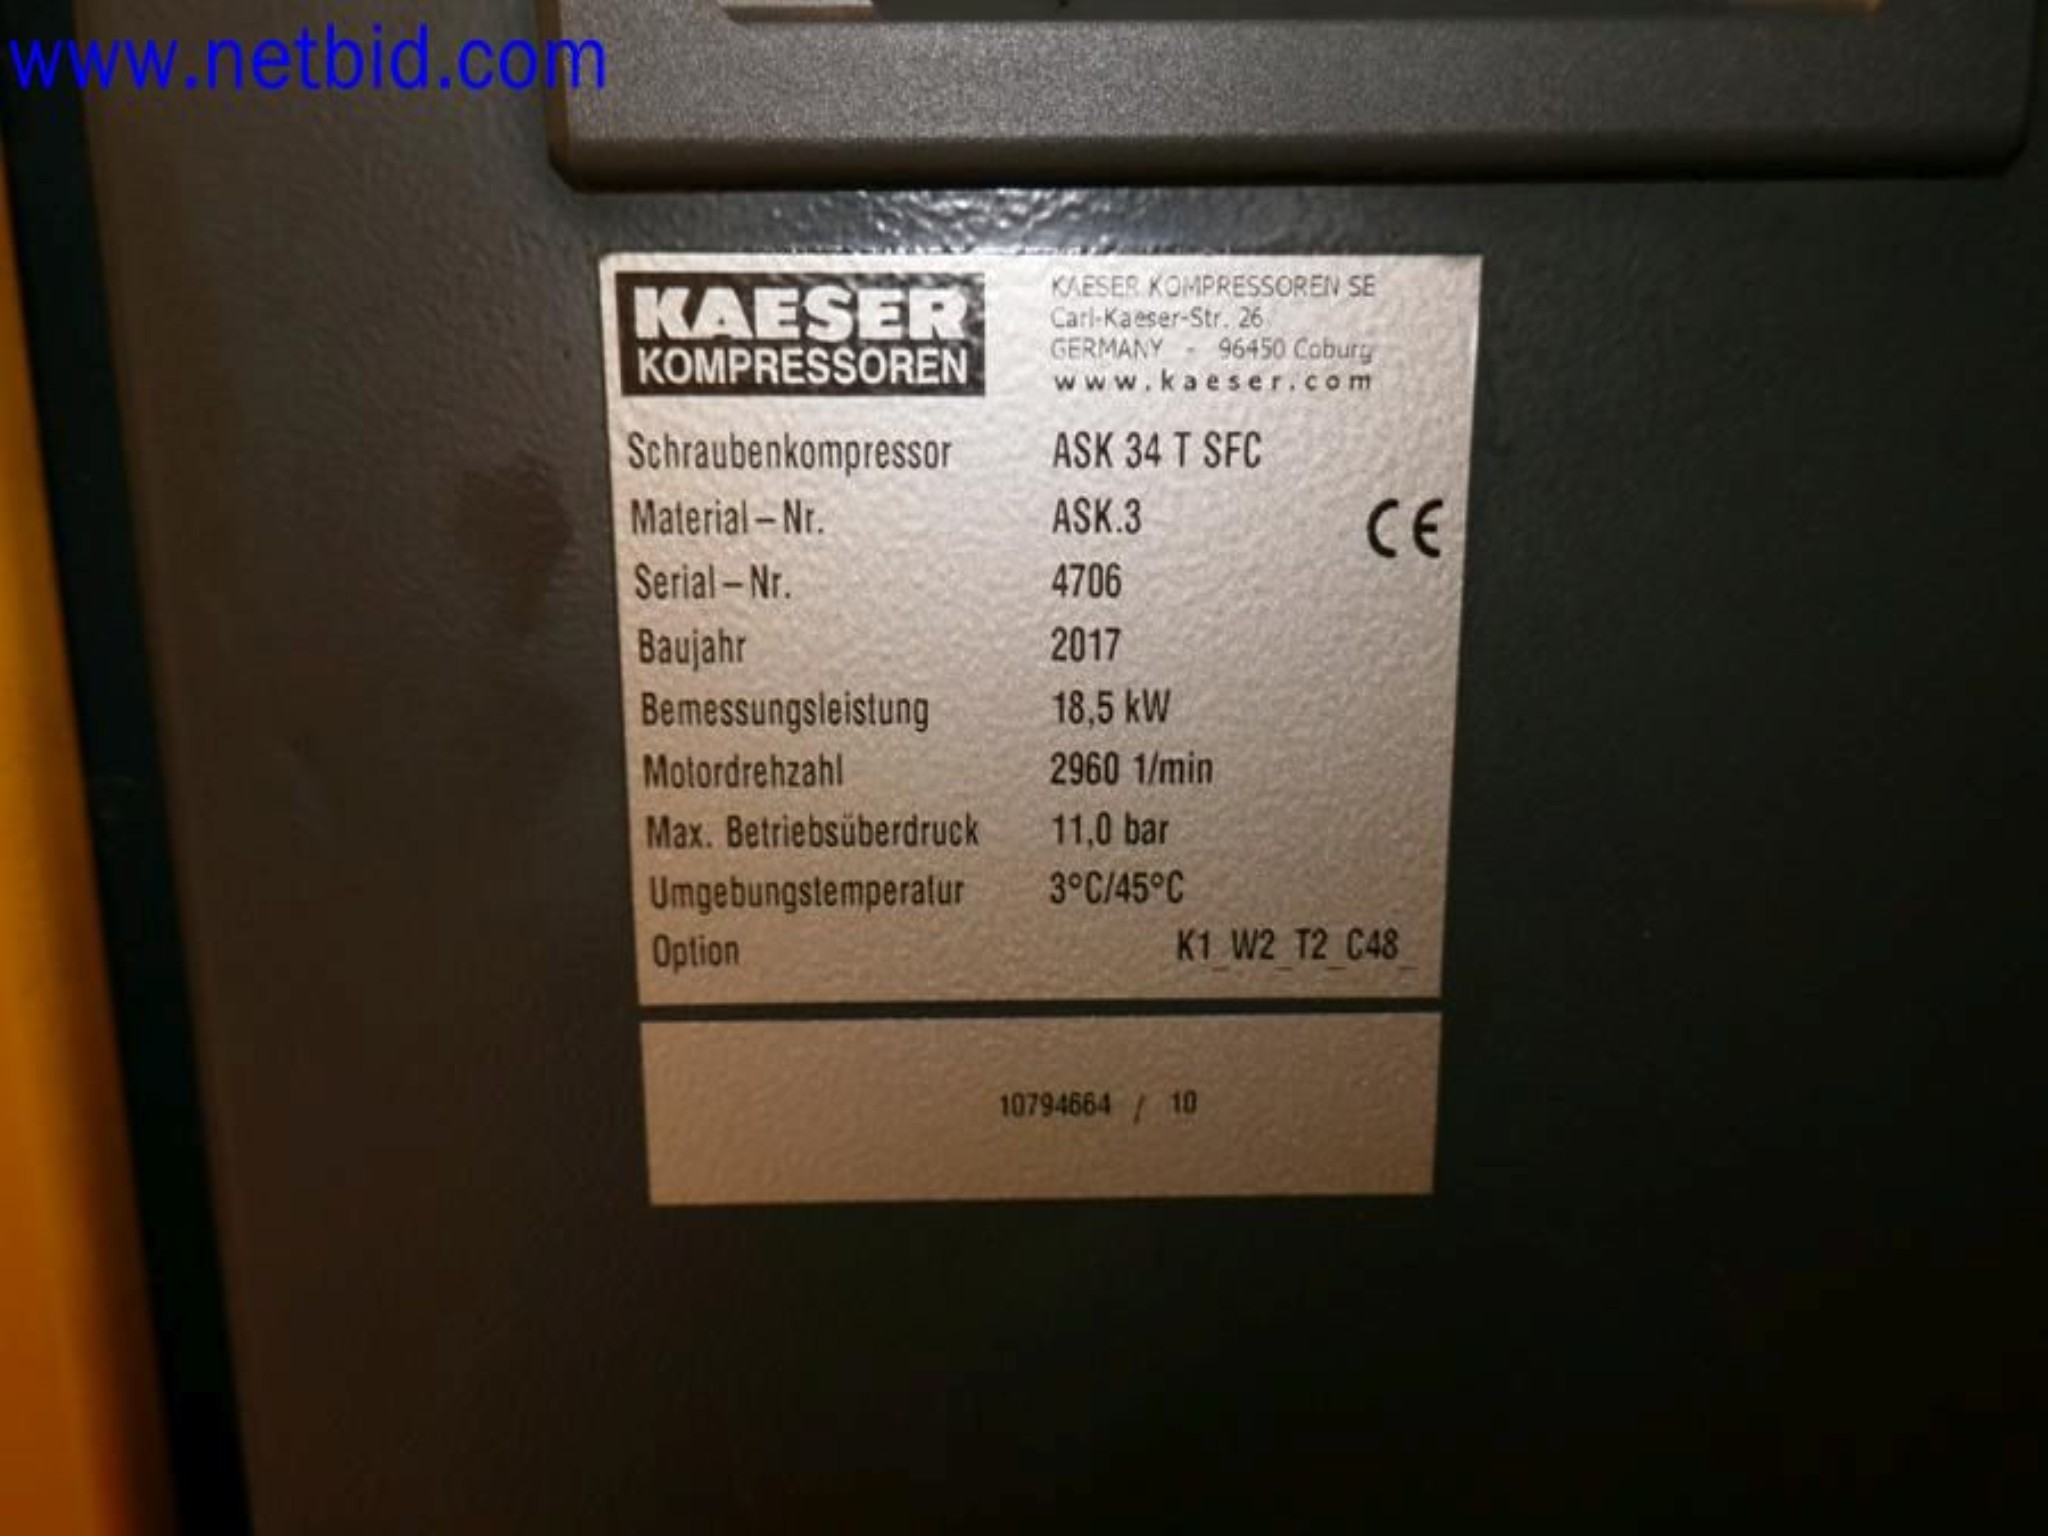 www.netbid.com
KAESER
KOMPRESSOREN
KAESER KOMPRESSOREN SE
Carl-Kaeser-Str. 26
GERMANY - 96450 Coburg
www.kaeser.com
Schraubenkompressor ASK 34 T SFC
Material-Nr. ASK.3
CE
Serial-Nr. 4706
Baujahr 2017
Bemessungsleistung 18,5 kW
Motordrehzahl 2960 1/min
Max. Betriebsüberdruck 11,0 bar
Umgebungstemperatur 3°C/45°C
Option K1_W2_T2_C48_
10794664 / 10